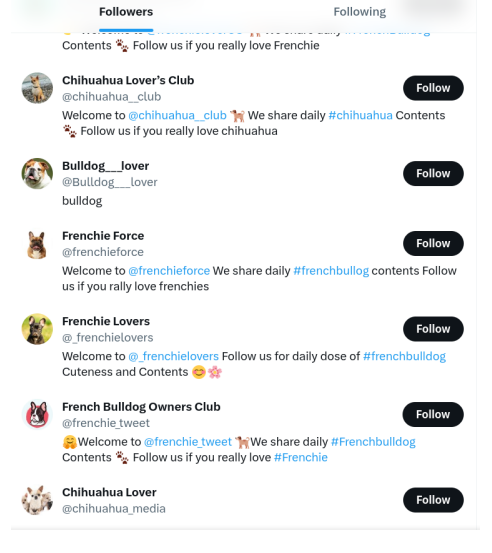 Followers
Following
Contents 🐾 Follow us if you really love Frenchie
Chihuahua Lover's Club
Follow
@chihuahua__club
Welcome to @chihuahua__club 🐕 We share daily #chihuahua Contents
🐾 Follow us if you really love chihuahua
Bulldog___lover
Follow
@Bulldog___lover
bulldog
Frenchie Force
Follow
@frenchieforce
Welcome to @frenchieforce We share daily #frenchbullog contents Follow
us if you rally love frenchies
Frenchie Lovers
Follow
@_frenchielovers
Welcome to @_frenchielovers Follow us for daily dose of #frenchbulldog
Cuteness and Contents 😊🌸
French Bulldog Owners Club
Follow
@frenchie_tweet
🤗Welcome to @frenchie_tweet 🐕We share daily #Frenchbulldog
Contents 🐾 Follow us if you really love #Frenchie
Chihuahua Lover
Follow
@chihuahua_media